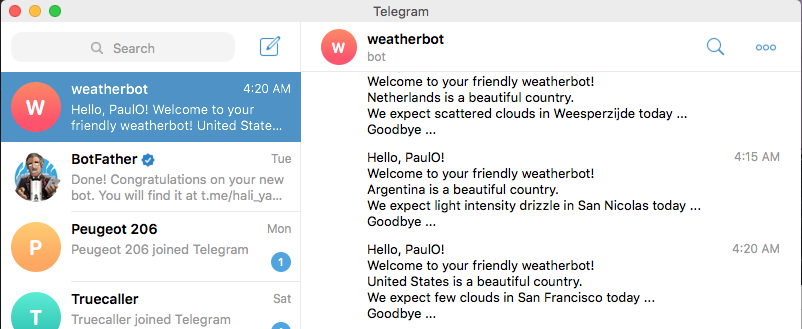 Telegram
Search
W
weatherbot
4:20 AM
Hello, PaulO! Welcome to your
friendly weatherbot! United State...
BotFather
Tue
Done! Congratulations on your new
bot. You will find it at t.me/hali_ya...
P
Peugeot 206
Mon
Peugeot 206 joined Telegram
1
T
Truecaller
Sat
Truecaller joined Telegram
W
weatherbot
bot
Welcome to your friendly weatherbot!
Netherlands is a beautiful country.
We expect scattered clouds in Weesperzijde today ...
Goodbye ...
Hello, PaulO!
4:15 AM
Welcome to your friendly weatherbot!
Argentina is a beautiful country.
We expect light intensity drizzle in San Nicolas today ...
Goodbye ...
Hello, PaulO!
4:20 AM
Welcome to your friendly weatherbot!
United States is a beautiful country.
We expect few clouds in San Francisco today ...
Goodbye ...